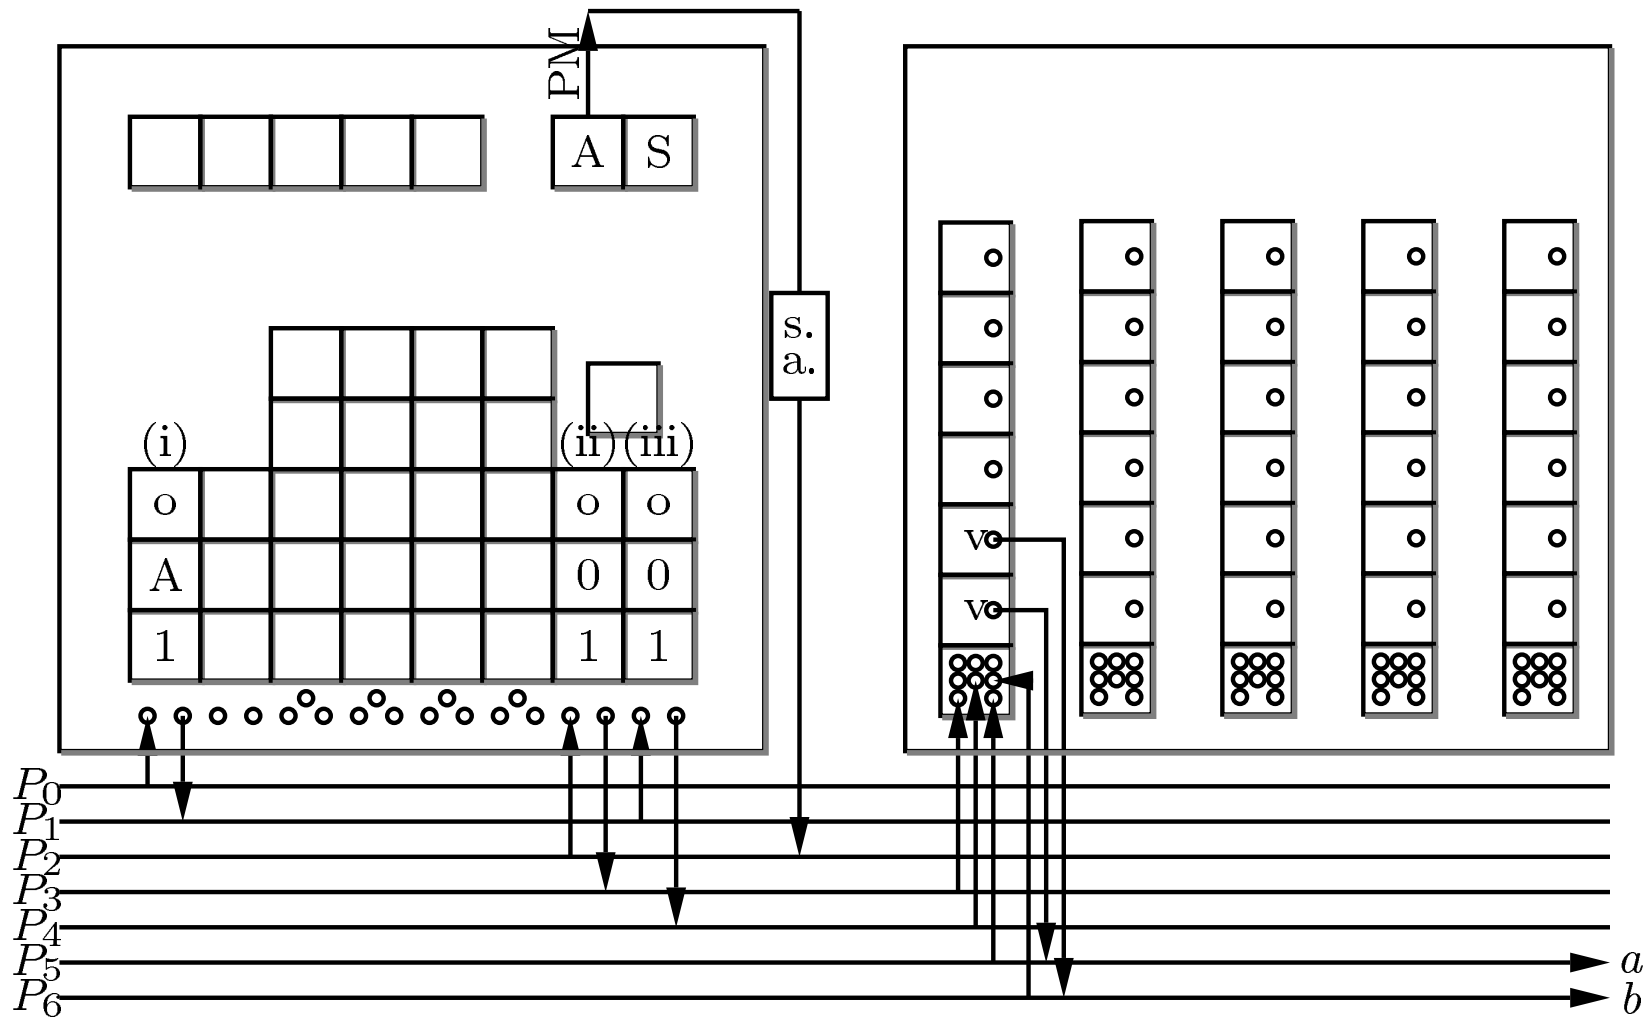 PM
A S
s.
a.
(i) (ii) (iii)
o o o
A 0 0
v
1 1 1
v
P0
P1
P2
P3
P4
P5 a
P6 b